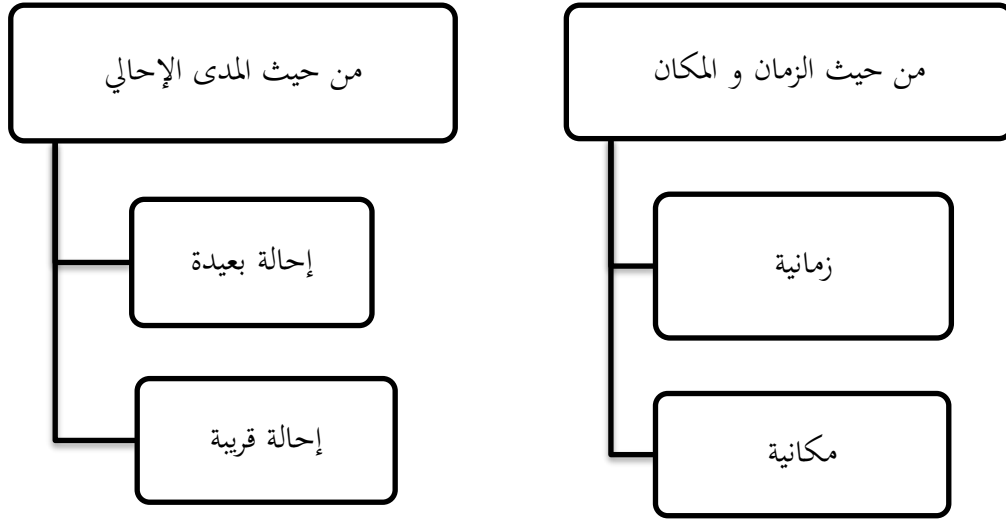 من حيث الزمان و المكان
زمانية
مكانية
من حيث المدى الإحالي
إحالة بعيدة
إحالة قريبة